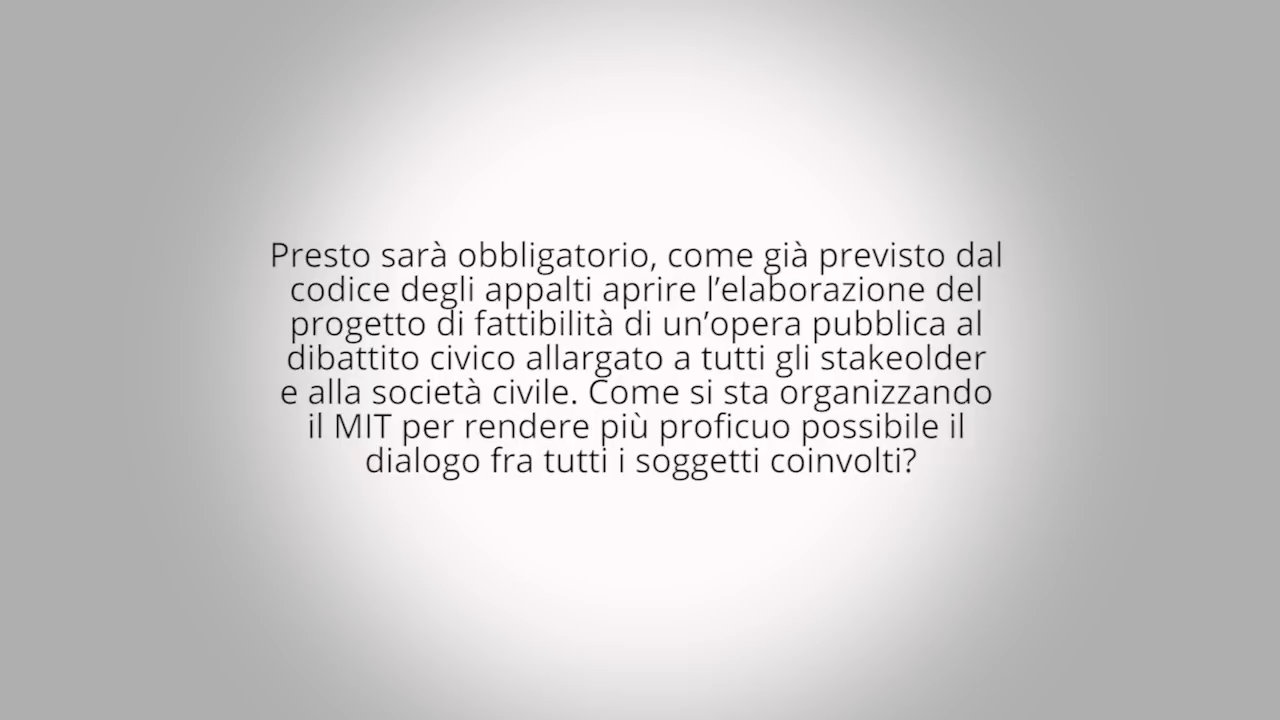 Presto sarà obbligatorio, come già previsto dal
codice degli appalti aprire l’elaborazione del
progetto di fattibilità di un’opera pubblica al
dibattito civico allargato a tutti gli stakeolder
e alla società civile. Come si sta organizzando
il MIT per rendere più proficuo possibile il
dialogo fra tutti i soggetti coinvolti?